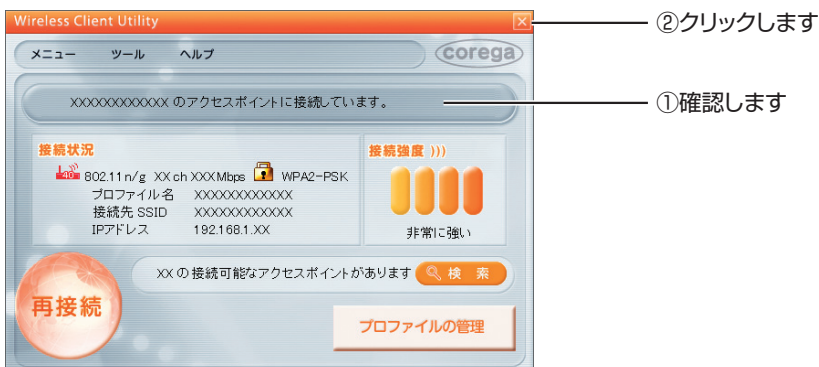 Wireless Client Utility
②クリックします
メニュー ツール ヘルプ corega
XXXXXXXXXXXX のアクセスポイントに接続しています。
①確認します
接続状況
接続強度 )))
40 802.11n/g XX ch XXX Mbps WPA2-PSK
プロファイル名 XXXXXXXXXXXX
接続先 SSID XXXXXXXXXXXX
IPアドレス 192.168.1.XX
非常に強い
XX の接続可能なアクセスポイントがあります 検 索
再接続
プロファイルの管理